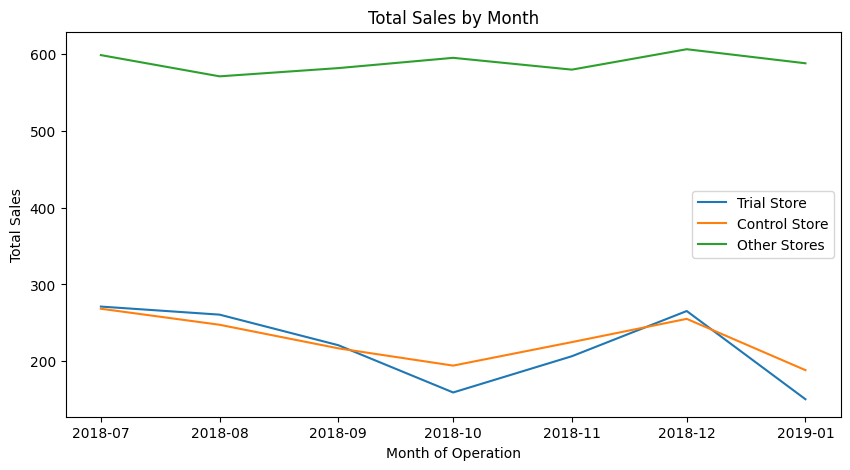 Total Sales by Month
Total Sales
600
500
400
300
200
Trial Store
Control Store
Other Stores
2018-07
2018-08
2018-09
2018-10
2018-11
2018-12
2019-01
Month of Operation